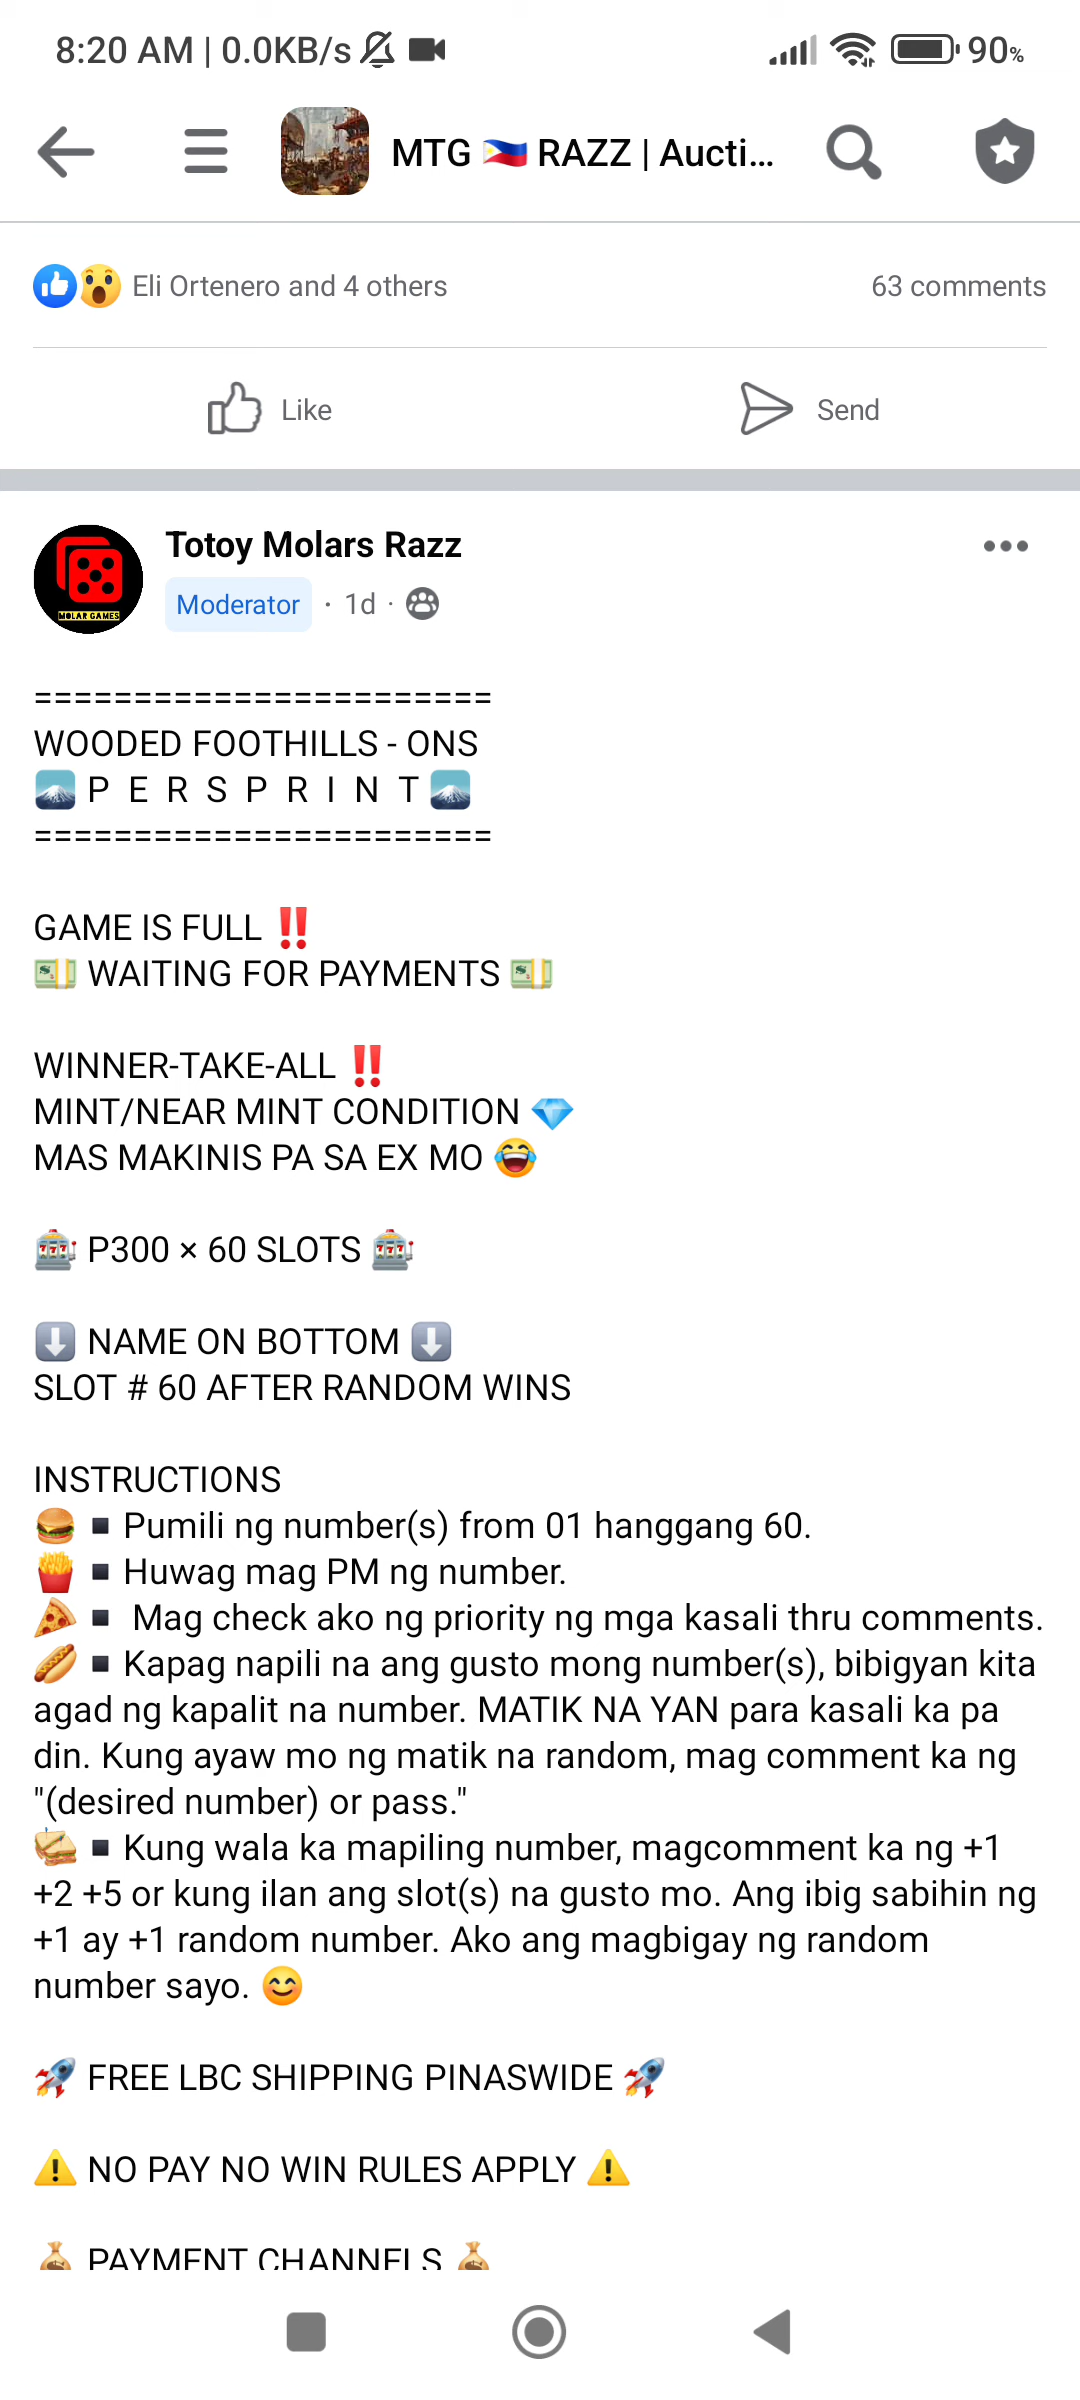 8:20 AM | 0.0KB/s 90%
MTG 🇵🇭 RAZZ | Aucti...
Eli Ortenero and 4 others 63 comments
Like Send
Totoy Molars Razz
MOLAR GAMES
Moderator · 1d ·
=======================
WOODED FOOTHILLS - ONS
🗻 P E R S P R I N T 🗻
=======================
GAME IS FULL ‼️
💵 WAITING FOR PAYMENTS 💵
WINNER-TAKE-ALL ‼️
MINT/NEAR MINT CONDITION 💎
MAS MAKINIS PA SA EX MO 😂
🎰 P300 × 60 SLOTS 🎰
⬇️ NAME ON BOTTOM ⬇️
SLOT # 60 AFTER RANDOM WINS
INSTRUCTIONS
🍔 ▪️ Pumili ng number(s) from 01 hanggang 60.
🍟 ▪️ Huwag mag PM ng number.
🍕 ▪️ Mag check ako ng priority ng mga kasali thru comments.
🌭 ▪️ Kapag napili na ang gusto mong number(s), bibigyan kita
agad ng kapalit na number. MATIK NA YAN para kasali ka pa
din. Kung ayaw mo ng matik na random, mag comment ka ng
"(desired number) or pass."
🥪 ▪️ Kung wala ka mapiling number, magcomment ka ng +1
+2 +5 or kung ilan ang slot(s) na gusto mo. Ang ibig sabihin ng
+1 ay +1 random number. Ako ang magbigay ng random
number sayo. 😊
🚀 FREE LBC SHIPPING PINASWIDE 🚀
⚠️ NO PAY NO WIN RULES APPLY ⚠️
💰 PAYMENT CHANNELS 💰